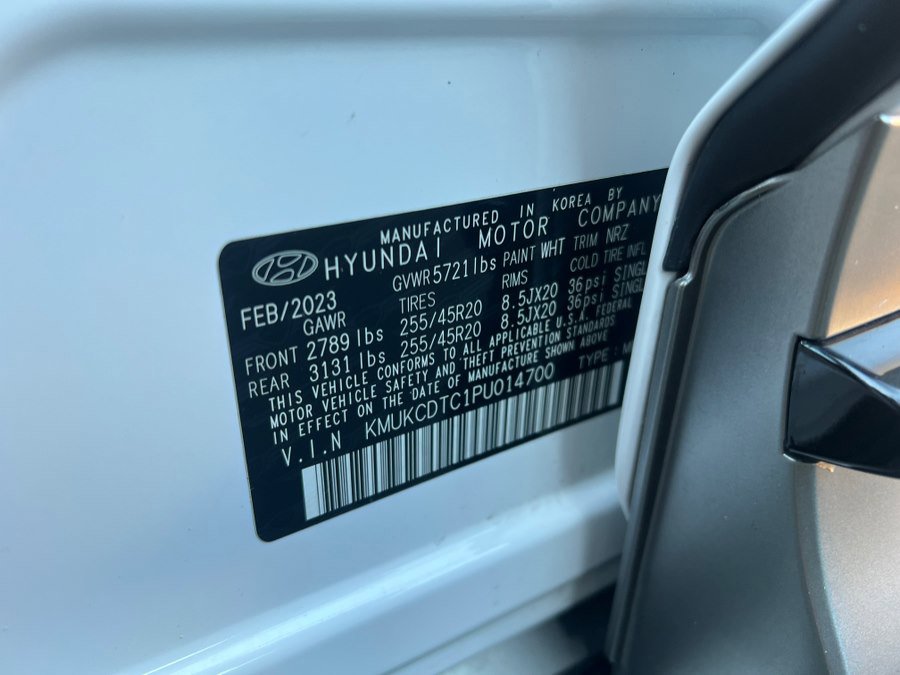 MANUFACTURED IN KOREA BY
HYUNDAI MOTOR COMPANY
FEB/2023 GVWR 5721 lbs PAINT WHT TRIM NRZ
GAWR TIRES RIMS COLD TIRE INFL
FRONT 2789 lbs 255/45R20 8.5JX20 36psi SINGL
REAR 3131 lbs 255/45R20 8.5JX20 36psi SINGL
THIS VEHICLE CONFORMS TO ALL APPLICABLE U.S.A. FEDERAL
MOTOR VEHICLE SAFETY AND THEFT PREVENTION STANDARDS
IN EFFECT ON THE DATE OF MANUFACTURE SHOWN ABOVE
V.I.N KMUKCDTC1PU014700 TYPE : M